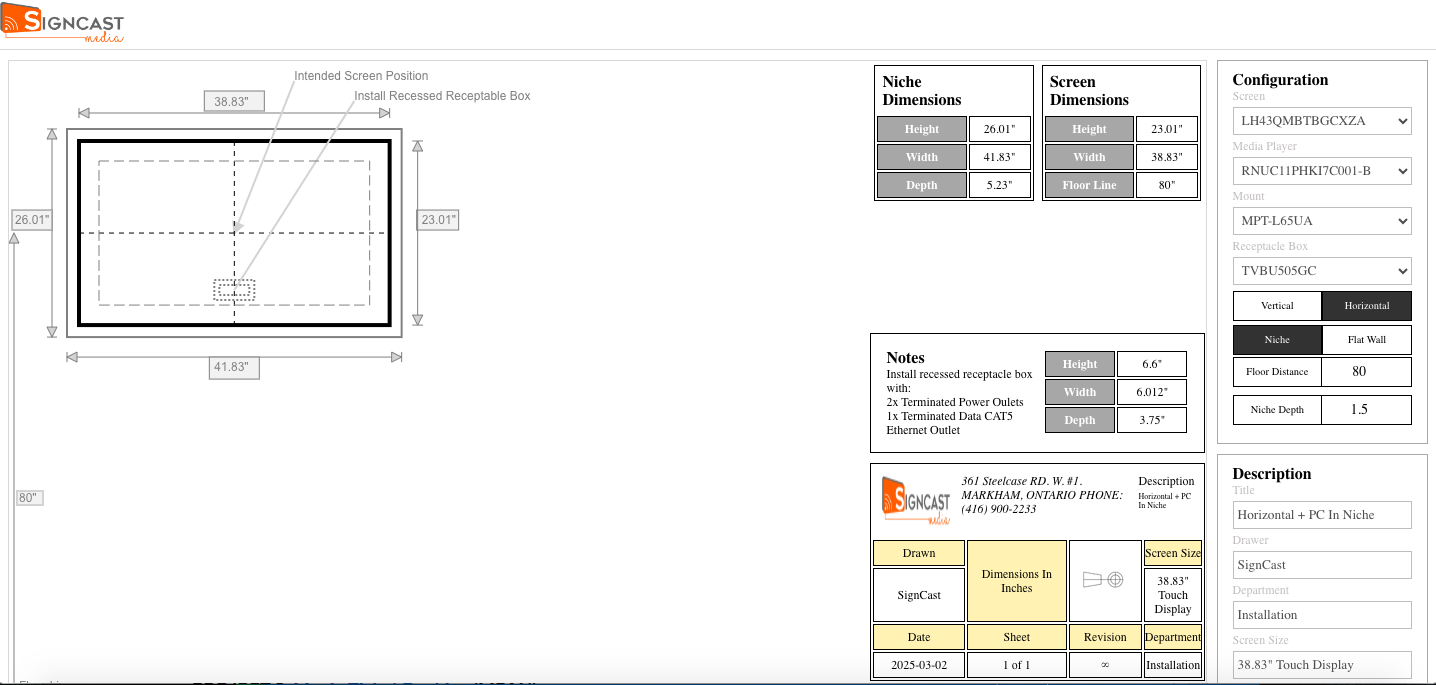 SIGNCAST
media
Intended Screen Position
Install Recessed Receptable Box
38.83"
26.01"
23.01"
41.83"
80"
Niche
Dimensions
Height 26.01"
Width 41.83"
Depth 5.23"
Screen
Dimensions
Height 23.01"
Width 38.83"
Floor Line 80"
Notes
Install recessed receptacle box
with:
2x Terminated Power Oulets
1x Terminated Data CAT5
Ethernet Outlet
Height 6.6"
Width 6.012"
Depth 3.75"
SIGNCAST
media
361 Steelcase RD. W. #1.
MARKHAM, ONTARIO PHONE:
(416) 900-2233
Description
Horizontal + PC
In Niche
Drawn
SignCast
Dimensions In
Inches
Screen Size
38.83"
Touch
Display
Date Sheet Revision Department
2025-03-02 1 of 1 ∞ Installation
Configuration
Screen
LH43QMBTBGCXZA
Media Player
RNUC11PHKI7C001-B
Mount
MPT-L65UA
Receptacle Box
TVBU505GC
Vertical Horizontal
Niche Flat Wall
Floor Distance 80
Niche Depth 1.5
Description
Title
Horizontal + PC In Niche
Drawer
SignCast
Department
Installation
Screen Size
38.83" Touch Display